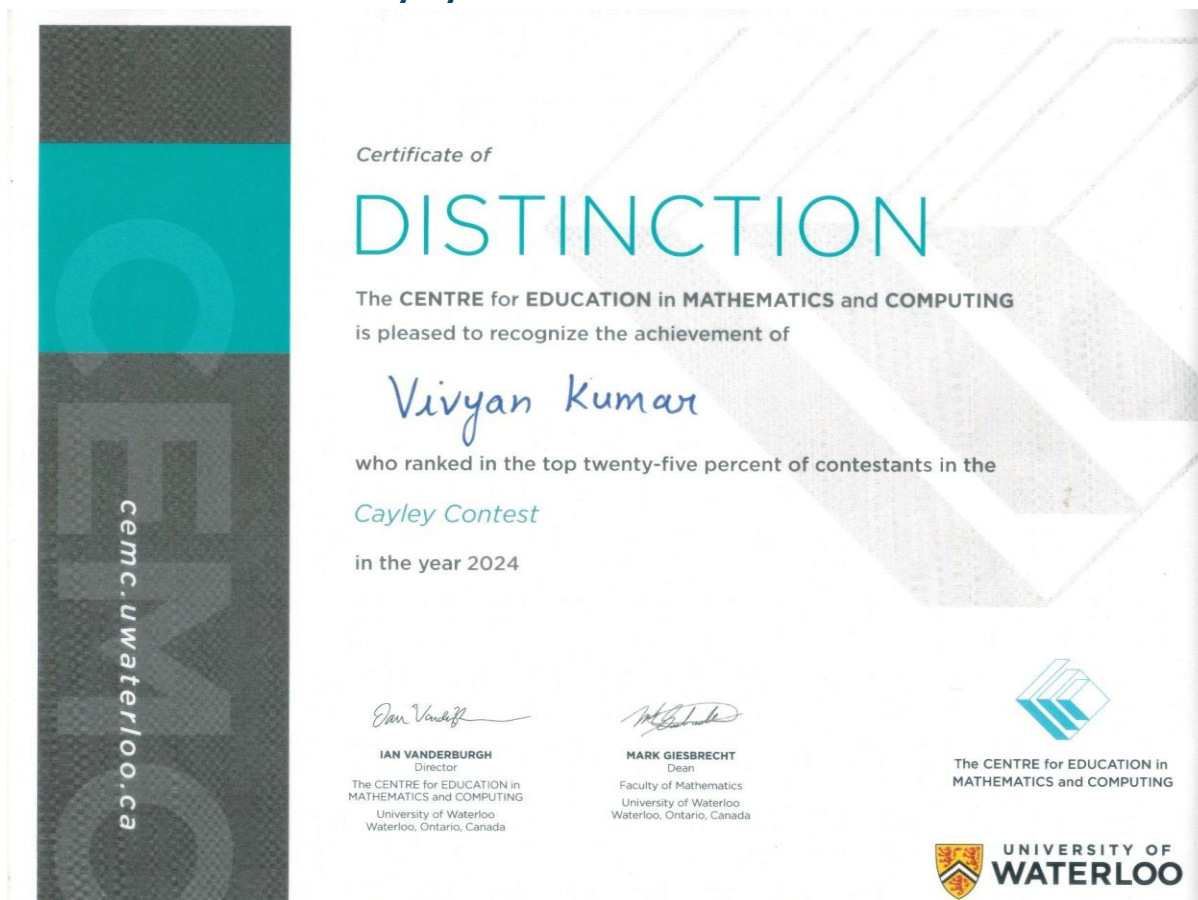 Certificate of
DISTINCTION
The CENTRE for EDUCATION in MATHEMATICS and COMPUTING
is pleased to recognize the achievement of
Vivyan Kumar
who ranked in the top twenty-five percent of contestants in the
Cayley Contest
in the year 2024
CEMC
cemc.uwaterloo.ca
IAN VANDERBURGH
Director
The CENTRE for EDUCATION in
MATHEMATICS and COMPUTING
University of Waterloo
Waterloo, Ontario, Canada
MARK GIESBRECHT
Dean
Faculty of Mathematics
University of Waterloo
Waterloo, Ontario, Canada
The CENTRE for EDUCATION in
MATHEMATICS and COMPUTING
UNIVERSITY OF
WATERLOO